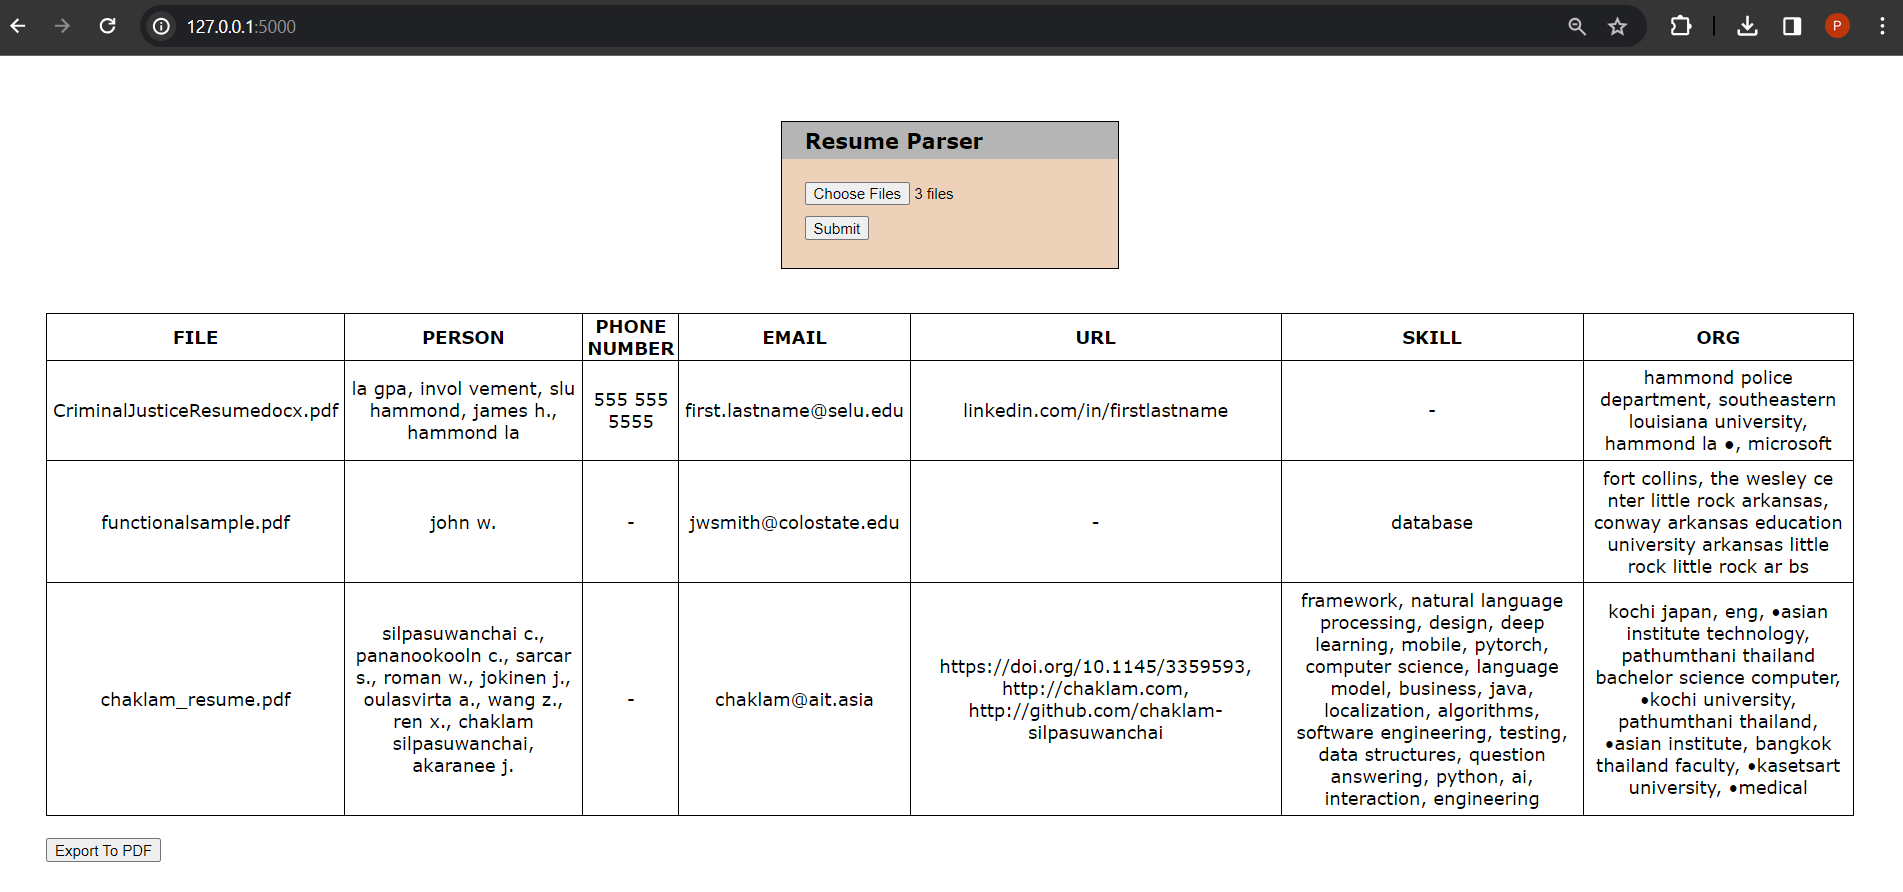 127.0.0.1:5000
P
Resume Parser
Choose Files 3 files
Submit
FILE
PERSON
PHONE
NUMBER
EMAIL
URL
SKILL
ORG
CriminalJusticeResumedocx.pdf
la gpa, invol vement, slu
hammond, james h.,
hammond la
555 555
5555
first.lastname@selu.edu
linkedin.com/in/firstlastname
-
hammond police
department, southeastern
louisiana university,
hammond la ●, microsoft
functionalsample.pdf
john w.
-
jwsmith@colostate.edu
-
database
fort collins, the wesley ce
nter little rock arkansas,
conway arkansas education
university arkansas little
rock little rock ar bs
chaklam_resume.pdf
silpasuwanchai c.,
pananookooln c., sarcar
s., roman w., jokinen j.,
oulasvirta a., wang z.,
ren x., chaklam
silpasuwanchai,
akaranee j.
-
chaklam@ait.asia
https://doi.org/10.1145/3359593,
http://chaklam.com,
http://github.com/chaklam-
silpasuwanchai
framework, natural language
processing, design, deep
learning, mobile, pytorch,
computer science, language
model, business, java,
localization, algorithms,
software engineering, testing,
data structures, question
answering, python, ai,
interaction, engineering
kochi japan, eng, •asian
institute technology,
pathumthani thailand
bachelor science computer,
•kochi university,
pathumthani thailand,
•asian institute, bangkok
thailand faculty, •kasetsart
university, •medical
Export To PDF